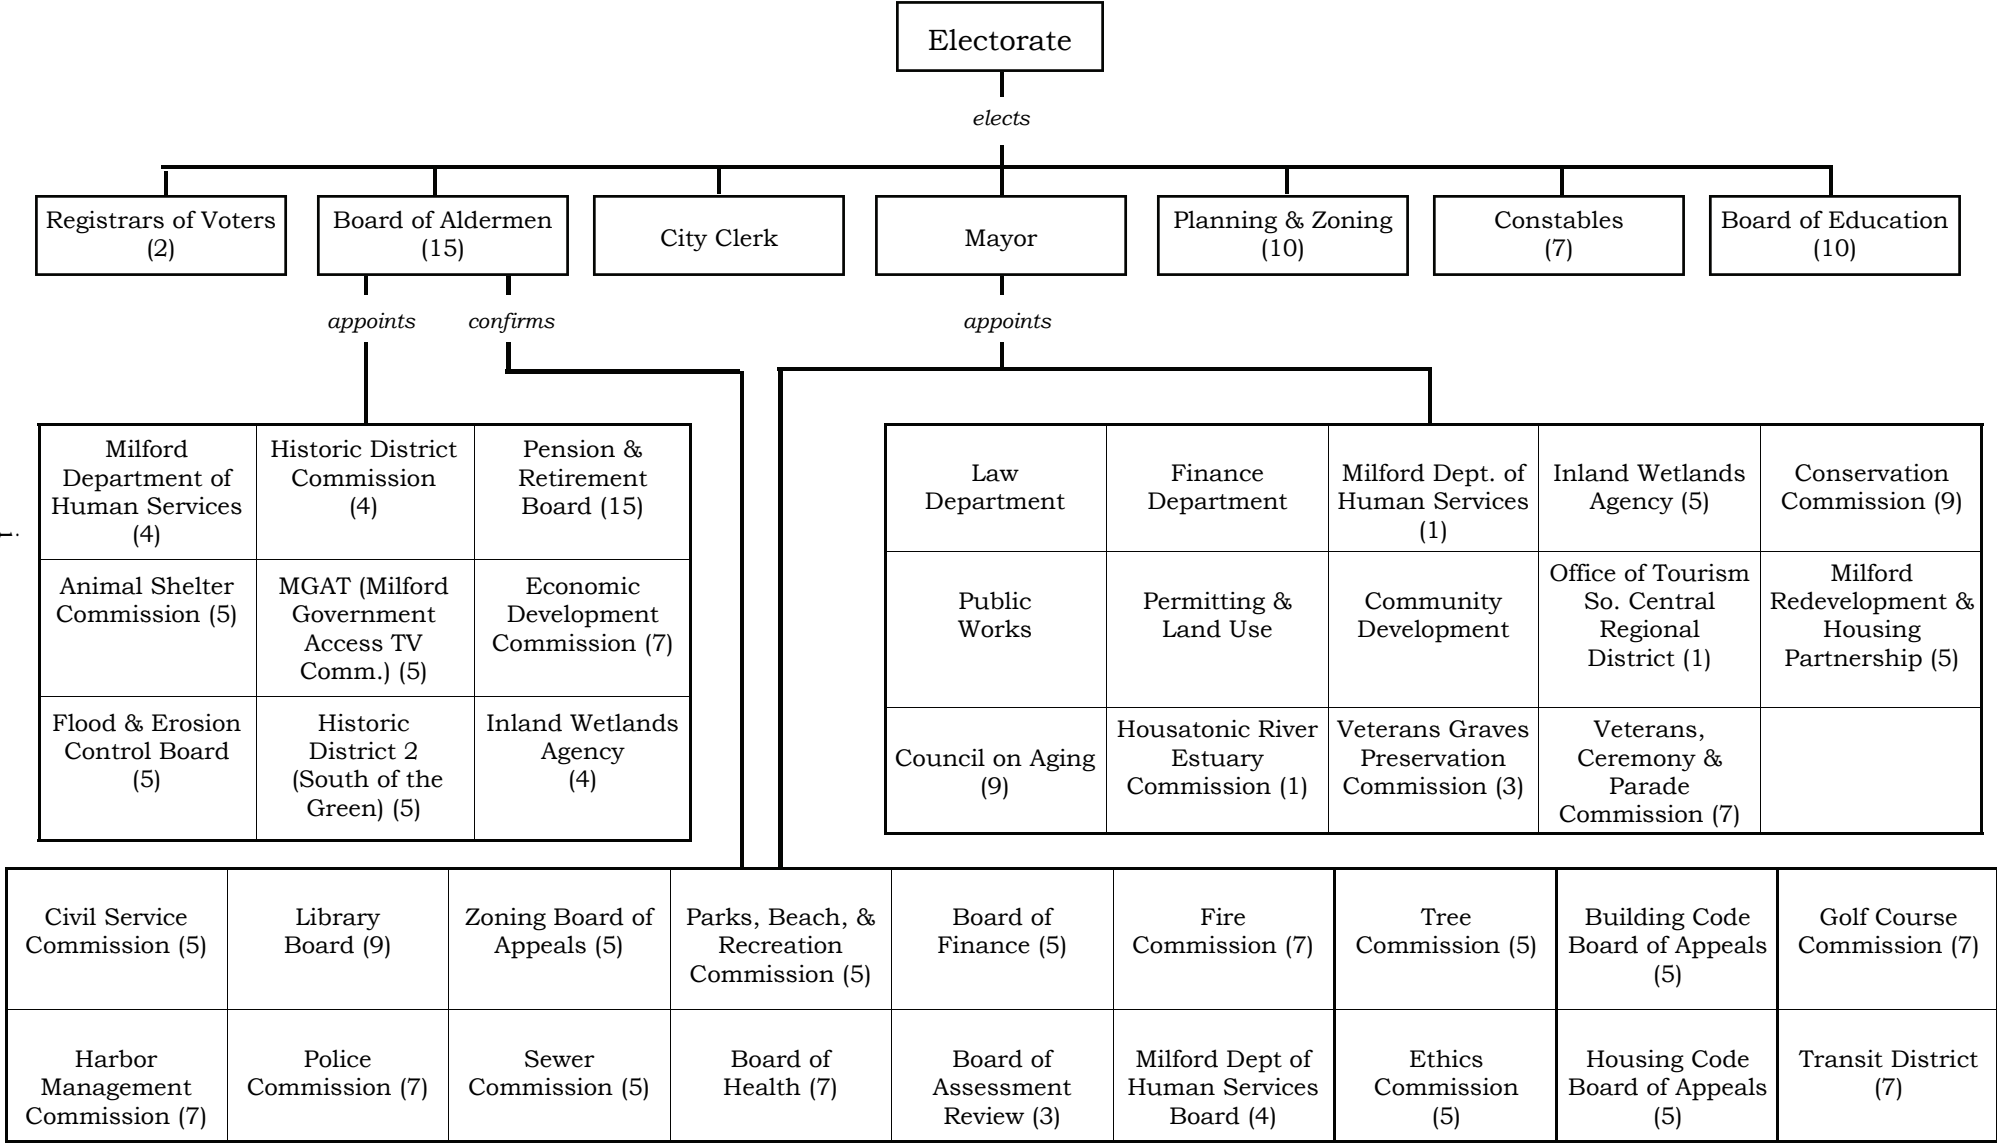 Electorate
elects
Registrars of Voters
(2)
Board of Aldermen
(15)
City Clerk
Mayor
Planning & Zoning
(10)
Constables
(7)
Board of Education
(10)
appoints
confirms
appoints
Milford
Department of
Human Services
(4)
Historic District
Commission
(4)
Pension &
Retirement
Board (15)
Animal Shelter
Commission (5)
MGAT (Milford
Government
Access TV
Comm.) (5)
Economic
Development
Commission (7)
Flood & Erosion
Control Board
(5)
Historic
District 2
(South of the
Green) (5)
Inland Wetlands
Agency
(4)
Law
Department
Finance
Department
Milford Dept. of
Human Services
(1)
Inland Wetlands
Agency (5)
Conservation
Commission (9)
Public
Works
Permitting &
Land Use
Community
Development
Office of Tourism
So. Central
Regional
District (1)
Milford
Redevelopment &
Housing
Partnership (5)
Council on Aging
(9)
Housatonic River
Estuary
Commission (1)
Veterans Graves
Preservation
Commission (3)
Veterans,
Ceremony &
Parade
Commission (7)
Civil Service
Commission (5)
Library
Board (9)
Zoning Board of
Appeals (5)
Parks, Beach, &
Recreation
Commission (5)
Board of
Finance (5)
Fire
Commission (7)
Tree
Commission (5)
Building Code
Board of Appeals
(5)
Golf Course
Commission (7)
Harbor
Management
Commission (7)
Police
Commission (7)
Sewer
Commission (5)
Board of
Health (7)
Board of
Assessment
Review (3)
Milford Dept of
Human Services
Board (4)
Ethics
Commission
(5)
Housing Code
Board of Appeals
(5)
Transit District
(7)